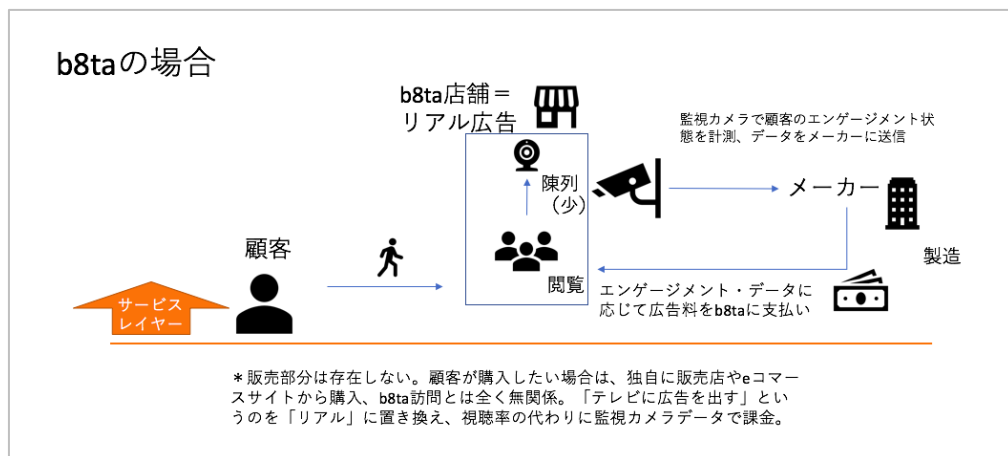 b8taの場合
b8ta店舗＝
リアル広告
監視カメラで顧客のエンゲージメント状
態を計測、データをメーカーに送信
陳列
（少）
メーカー
顧客
製造
閲覧
エンゲージメント・データに
応じて広告料をb8taに支払い
サービス
レイヤー
＊販売部分は存在しない。顧客が購入したい場合は、独自に販売店やeコマー
スサイトから購入、b8ta訪問とは全く無関係。「テレビに広告を出す」とい
うのを「リアル」に置き換え、視聴率の代わりに監視カメラデータで課金。